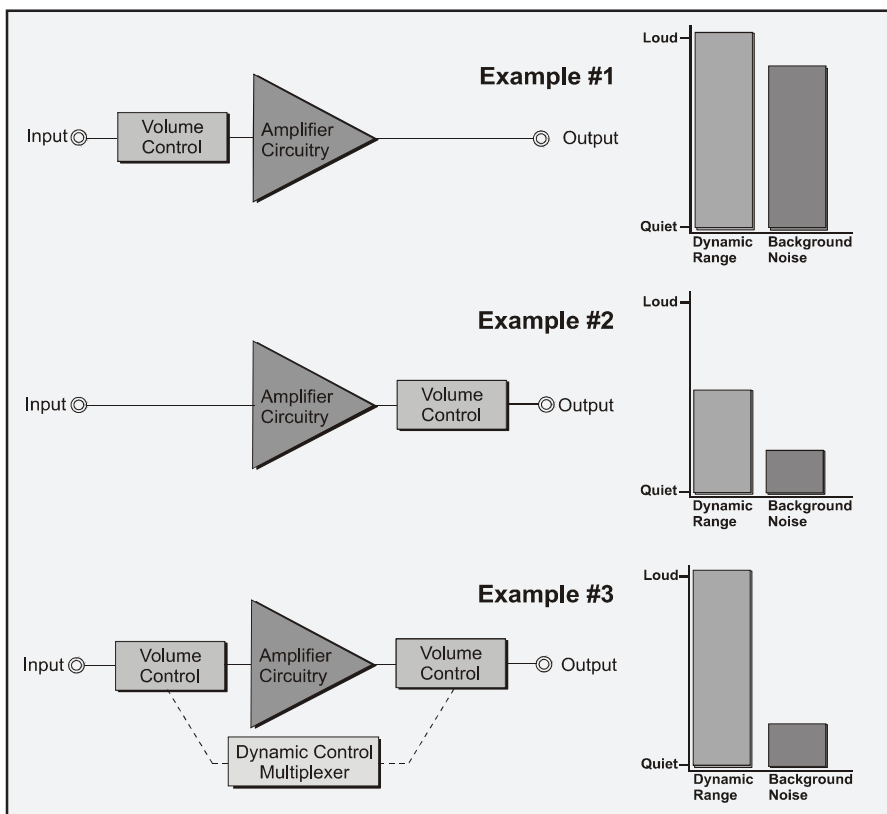 Example #1
Input
Volume
Control
Amplifier
Circuitry
Output
Loud
Quiet
Dynamic
Range
Background
Noise
Example #2
Input
Amplifier
Circuitry
Volume
Control
Output
Loud
Quiet
Dynamic
Range
Background
Noise
Example #3
Input
Volume
Control
Amplifier
Circuitry
Volume
Control
Output
Dynamic Control
Multiplexer
Loud
Quiet
Dynamic
Range
Background
Noise